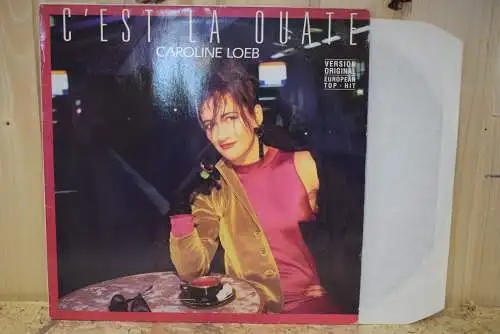 C'EST LA OUATE
CAROLINE LOEB
VERSION
ORIGINAL
EUROPEAN
TOP · HIT